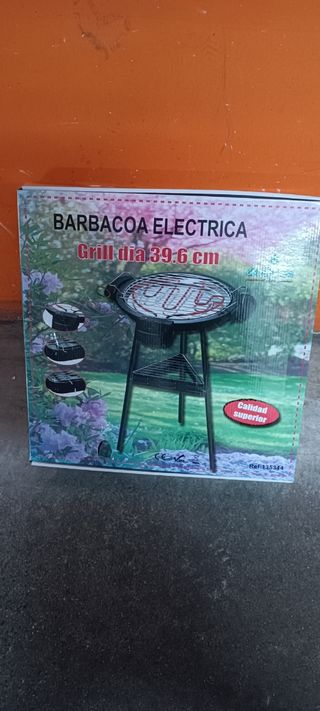 BARBACOA ELECTRICA
Grill dia.39.6 cm
Calidad
superior